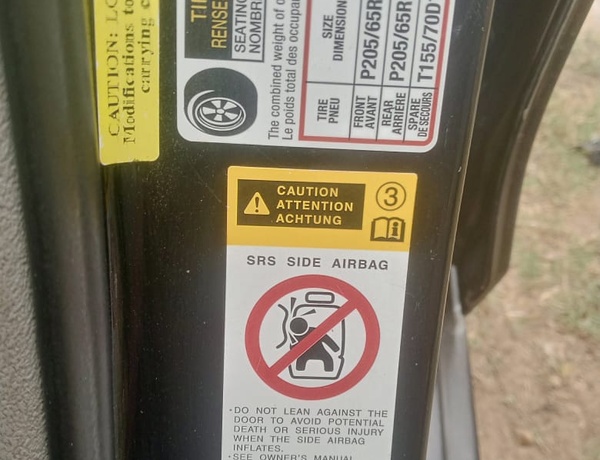 CAUTION: LO
Modifications to
carrying c
TI
RENSE
SEATING
NOMBR
The combined weight of o
Le poids total des occupan
TIRE
PNEU
SIZE
DIMENSION
FRONT
AVANT
P205/65R
REAR
ARRIÈRE
P205/65R
SPARE
DE SECOURS
T155/70D
CAUTION
ATTENTION
ACHTUNG
3
SRS SIDE AIRBAG
·DO NOT LEAN AGAINST THE
DOOR TO AVOID POTENTIAL
DEATH OR SERIOUS INJURY
WHEN THE SIDE AIRBAG
INFLATES.
·SEE OWNER'S MANUAL